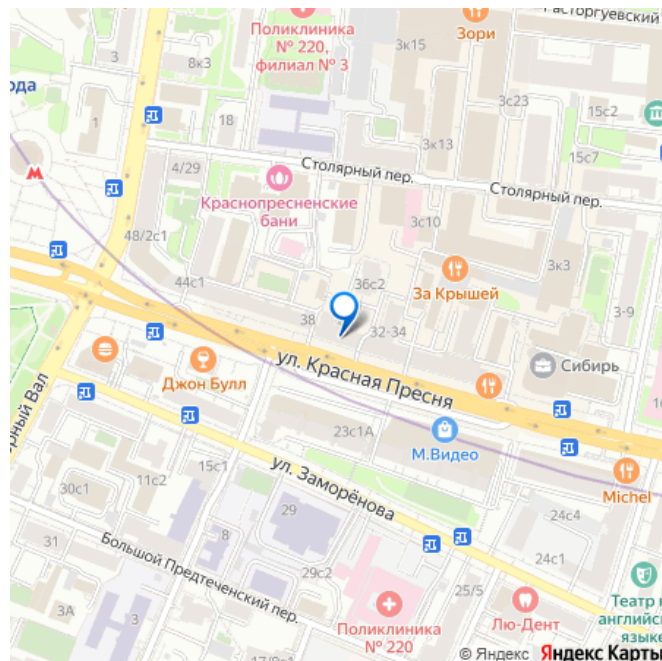 Расторгуевский
Поликлиника
№ 220,
филиал № 3
Зори
3к15
3
8к3
ода
3с23
15с2
1
18
3к13
15с7
4/29
Столярный пер.
Столярный пер.
Краснопресненские
бани
3с10
48/2с1
3к3
36с2
44с1
За Крышей
3-9
38
32-34
Сибирь
ул. Красная Пресня
Джон Булл
рный Вал
23с1А
М.Видео
15с1
ул. Заморёнова
11с2
30с1
Michel
29
24с4
8
31
Большой Предтеченский пер.
24с1
29с2
25/5
3А
3
Театр н
английс
языке
Лю-Дент
Поликлиника
№ 220
17/9с1
© Яндекс Яндекс Карты